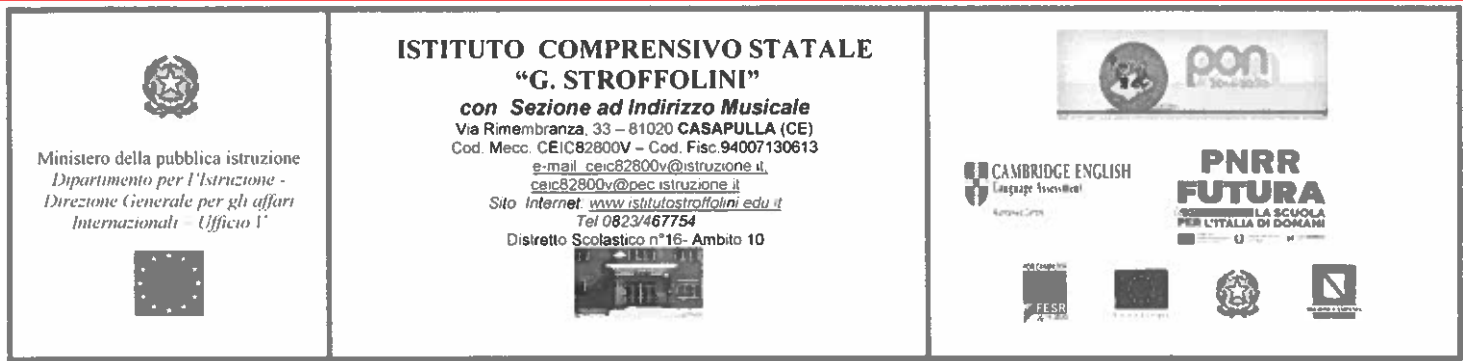 Ministero della pubblica istruzione
Dipartimento per l'Istruzione -
Direzione Generale per gli affari
Internazionali – Ufficio V
ISTITUTO COMPRENSIVO STATALE
"G. STROFFOLINI"
con Sezione ad Indirizzo Musicale
Via Rimembranza, 33 – 81020 CASAPULLA (CE)
Cod. Mecc. CEIC82800V – Cod. Fisc.94007130613
e-mail ceic82800v@istruzione.it,
ceic82800v@pec.istruzione.it
Sito Internet: www.istitutostroffolini.edu.it
Tel 0823/467754
Distretto Scolastico n°16- Ambito 10
pon
CAMBRIDGE ENGLISH
Language Assessment
PNRR
FUTURA
LA SCUOLA
PER L'ITALIA DI DOMANI
FESR